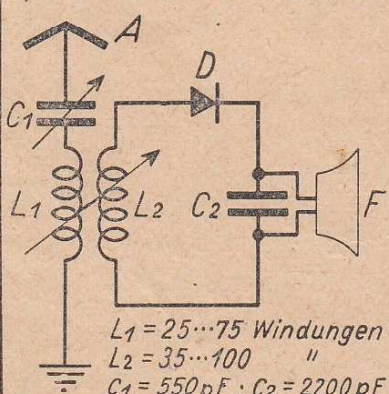 A
D
C1
L1
L2
C2
F
L1 = 25...75 Windungen
L2 = 35...100 "
C1 = 550 pF · C2 = 2200 pF